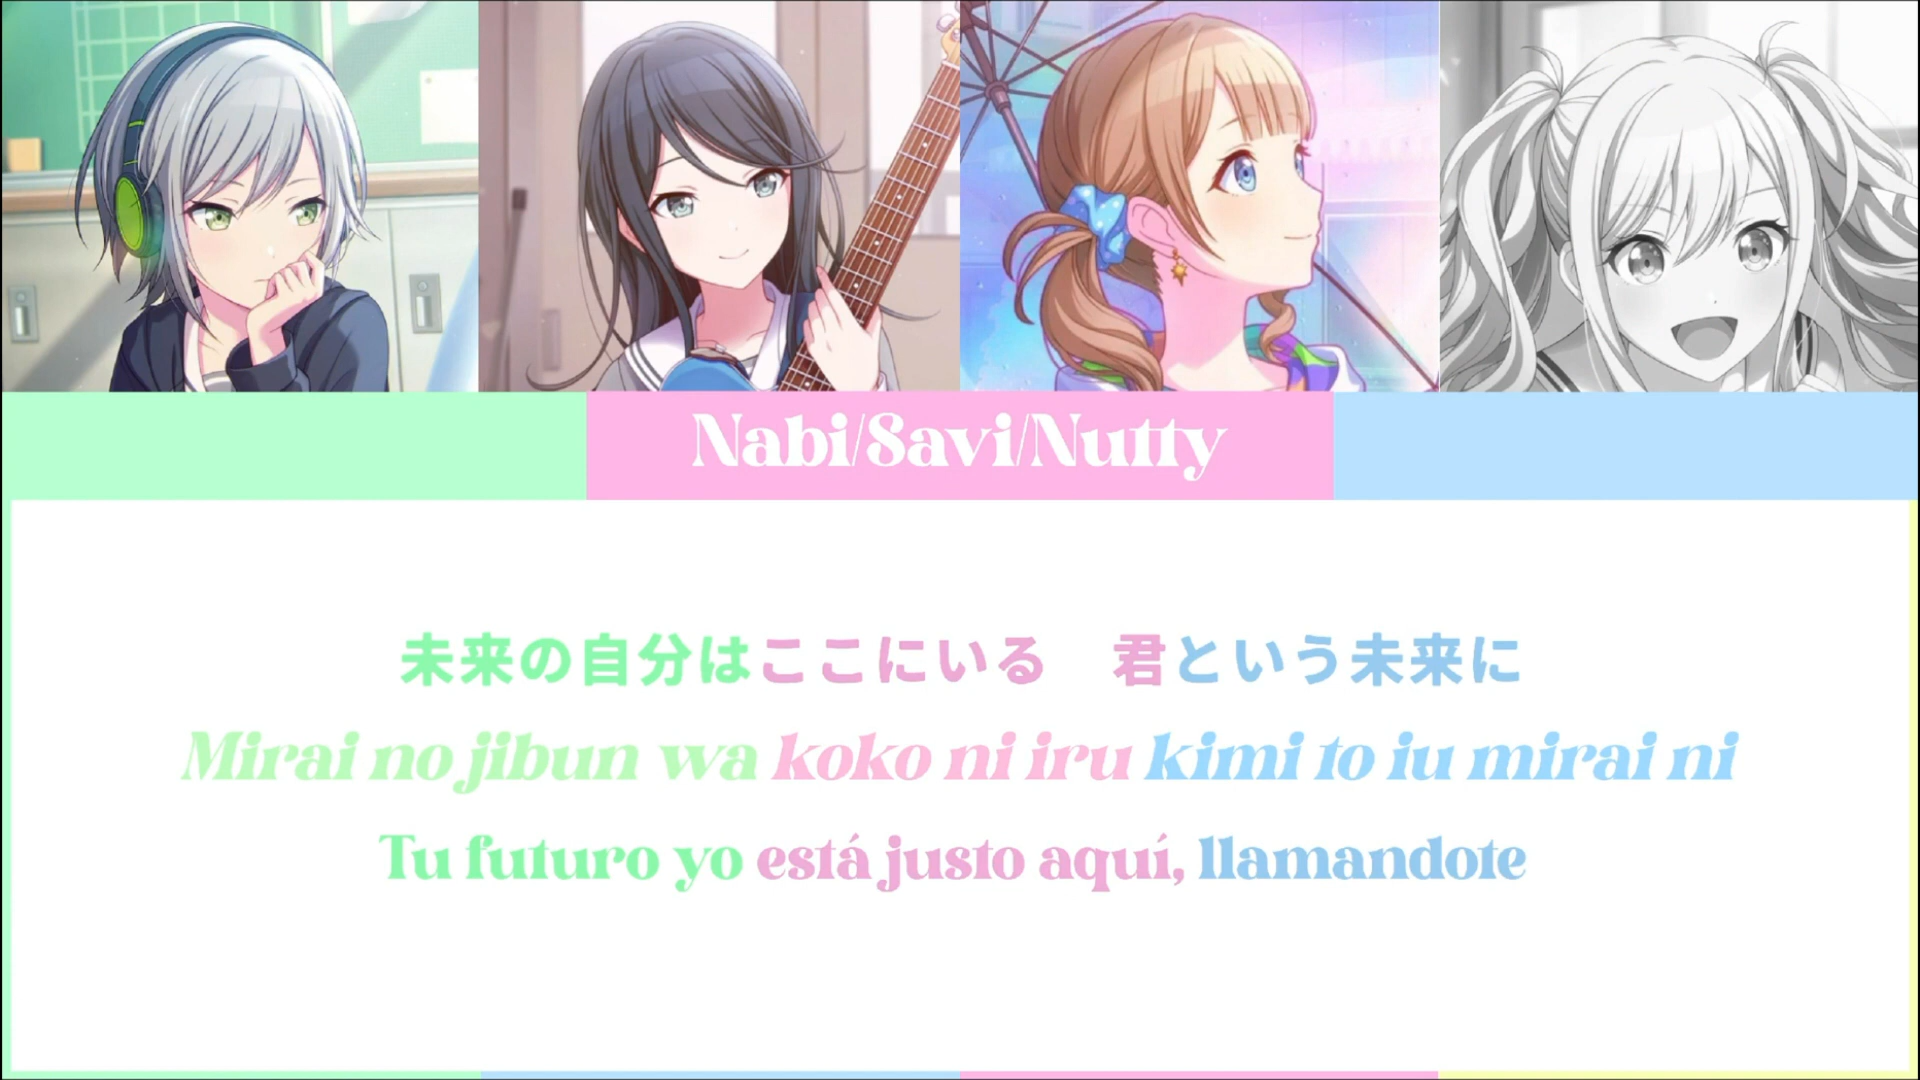 Nabi/Savi/Nutty
未来の自分はここにいる　君という未来に
Mirai no jibun wa koko ni iru kimi to iu mirai ni
Tu futuro yo está justo aquí, llamandote